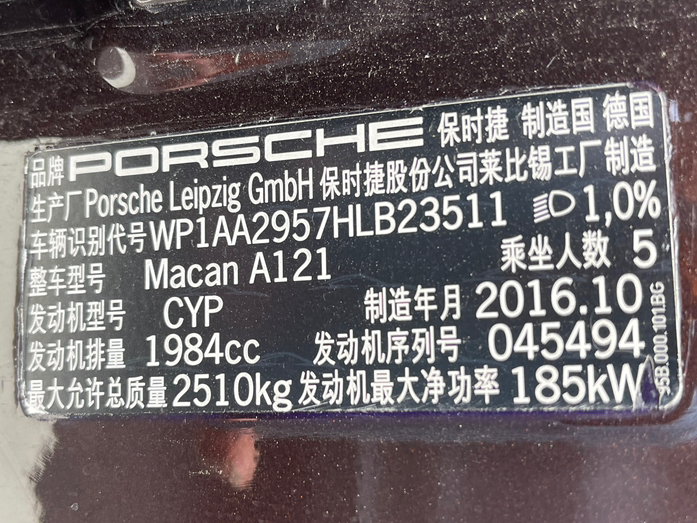 品牌 PORSCHE 保时捷 制造国 德国
生产厂 Porsche Leipzig GmbH 保时捷股份公司莱比锡工厂制造
车辆识别代号 WP1AA2957HLB23511 1,0%
整车型号 Macan A121 乘坐人数 5
发动机型号 CYP 制造年月 2016.10
发动机排量 1984cc 发动机序列号 045494
最大允许总质量 2510kg 发动机最大净功率 185kW
95B.000.101.BG